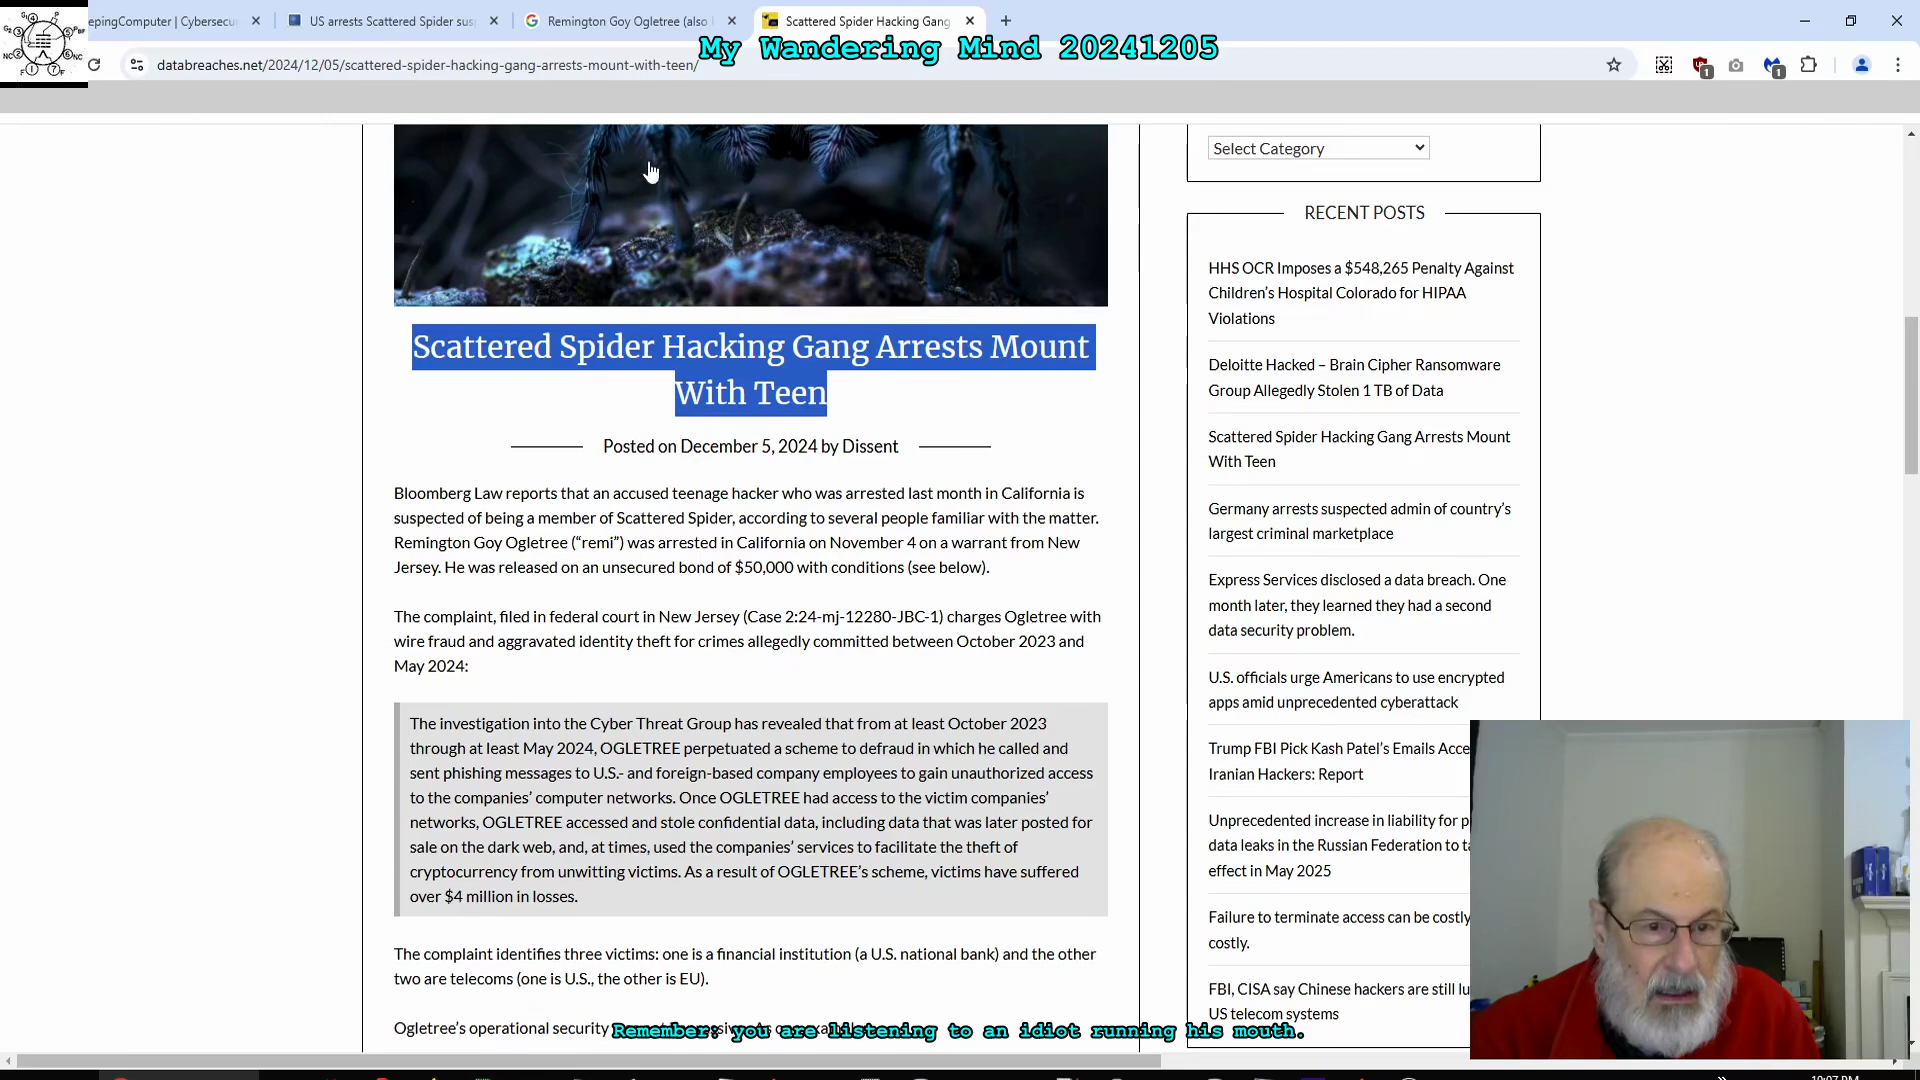 epingComputer | Cybersecu
US arrests Scattered Spider sus
Remington Goy Ogletree (also
Scattered Spider Hacking Gang
My Wandering Mind 20241205
databreaches.net/2024/12/05/scattered-spider-hacking-gang-arrests-mount-with-teen/
1
1
Scattered Spider Hacking Gang Arrests Mount
With Teen
Posted on December 5, 2024 by Dissent
Bloomberg Law reports that an accused teenage hacker who was arrested last month in California is
suspected of being a member of Scattered Spider, according to several people familiar with the matter.
Remington Goy Ogletree (“remi”) was arrested in California on November 4 on a warrant from New
Jersey. He was released on an unsecured bond of $50,000 with conditions (see below).
The complaint, filed in federal court in New Jersey (Case 2:24-mj-12280-JBC-1) charges Ogletree with
wire fraud and aggravated identity theft for crimes allegedly committed between October 2023 and
May 2024:
The investigation into the Cyber Threat Group has revealed that from at least October 2023
through at least May 2024, OGLETREE perpetuated a scheme to defraud in which he called and
sent phishing messages to U.S.- and foreign-based company employees to gain unauthorized access
to the companies’ computer networks. Once OGLETREE had access to the victim companies’
networks, OGLETREE accessed and stole confidential data, including data that was later posted for
sale on the dark web, and, at times, used the companies’ services to facilitate the theft of
cryptocurrency from unwitting victims. As a result of OGLETREE’s scheme, victims have suffered
over $4 million in losses.
The complaint identifies three victims: one is a financial institution (a U.S. national bank) and the other
two are telecoms (one is U.S., the other is EU).
Ogletree’s operational security
Remember: you are listening to an idiot running his mouth.
Select Category
RECENT POSTS
HHS OCR Imposes a $548,265 Penalty Against
Children’s Hospital Colorado for HIPAA
Violations
Deloitte Hacked – Brain Cipher Ransomware
Group Allegedly Stolen 1 TB of Data
Scattered Spider Hacking Gang Arrests Mount
With Teen
Germany arrests suspected admin of country’s
largest criminal marketplace
Express Services disclosed a data breach. One
month later, they learned they had a second
data security problem.
U.S. officials urge Americans to use encrypted
apps amid unprecedented cyberattack
Trump FBI Pick Kash Patel’s Emails Acce
Iranian Hackers: Report
Unprecedented increase in liability for p
data leaks in the Russian Federation to ta
effect in May 2025
Failure to terminate access can be costly
costly.
FBI, CISA say Chinese hackers are still lu
US telecom systems